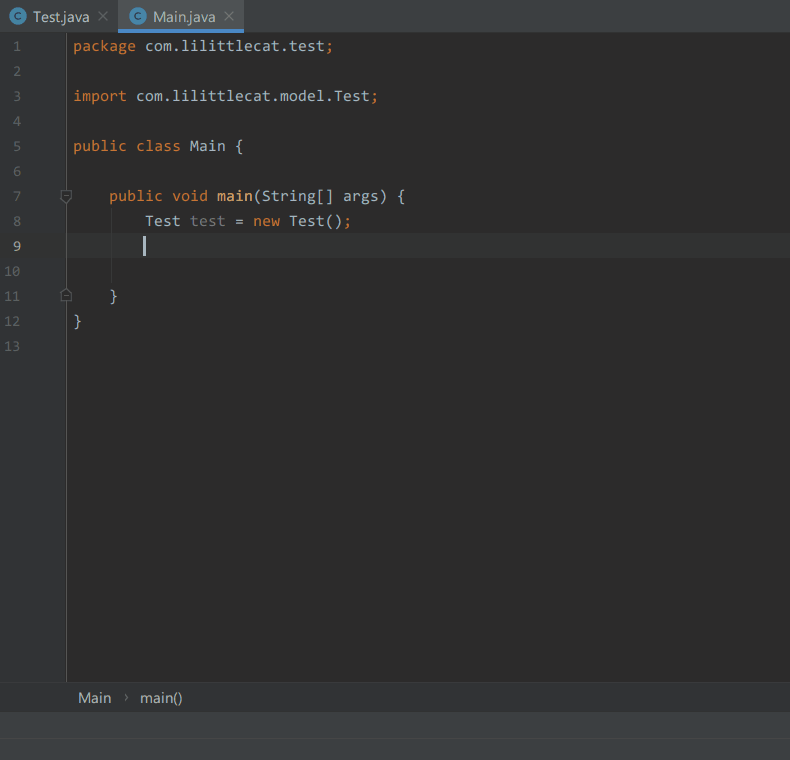 Test.java Main.java
1 package com.lilittlecat.test;
2
3 import com.lilittlecat.model.Test;
4
5 public class Main {
6
7 public void main(String[] args) {
8 Test test = new Test();
9
10
11 }
12 }
13
Main › main()